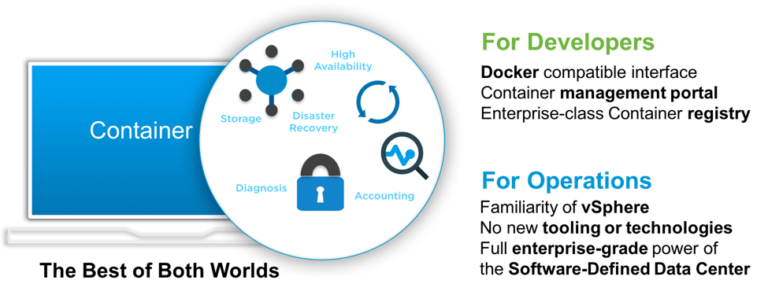 Container
High
Availability
Storage
Disaster
Recovery
Diagnosis
Accounting
The Best of Both Worlds
For Developers
Docker compatible interface
Container management portal
Enterprise-class Container registry
For Operations
Familiarity of vSphere
No new tooling or technologies
Full enterprise-grade power of
the Software-Defined Data Center